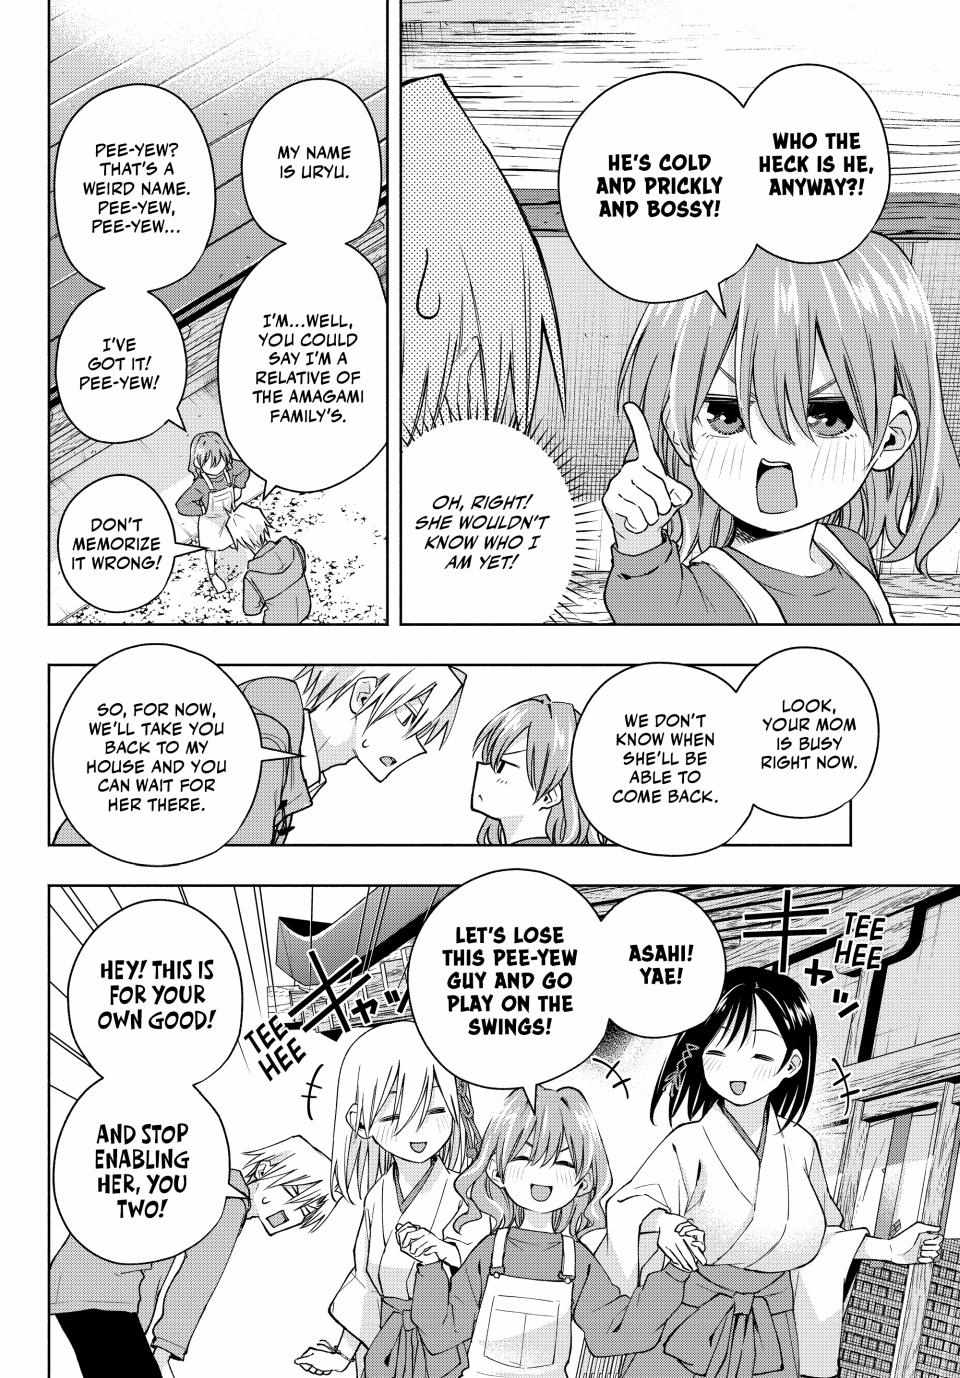 WHO THE
HECK IS HE,
ANYWAY?!
HE'S COLD
AND PRICKLY
AND BOSSY!
OH, RIGHT!
SHE WOULDN'T
KNOW WHO I
AM YET!
MY NAME
IS URYU.
I'M...WELL,
YOU COULD
SAY I'M A
RELATIVE OF
THE AMAGAMI
FAMILY'S.
PEE-YEW?
THAT'S A
WEIRD NAME.
PEE-YEW,
PEE-YEW...
I'VE
GOT IT!
PEE-YEW!
DON'T
MEMORIZE
IT WRONG!
LOOK,
YOUR MOM
IS BUSY
RIGHT NOW.
WE DON'T
KNOW WHEN
SHE'LL BE
ABLE TO
COME BACK.
SO, FOR NOW,
WE'LL TAKE YOU
BACK TO MY
HOUSE AND YOU
CAN WAIT FOR
HER THERE.
キャッ
TEE
HEE
ASAHI!
YAE!
LET'S LOSE
THIS PEE-YEW
GUY AND GO
PLAY ON THE
SWINGS!
キャッ
TEE
HEE
HEY! THIS IS
FOR YOUR
OWN GOOD!
AND STOP
ENABLING
HER, YOU
TWO!